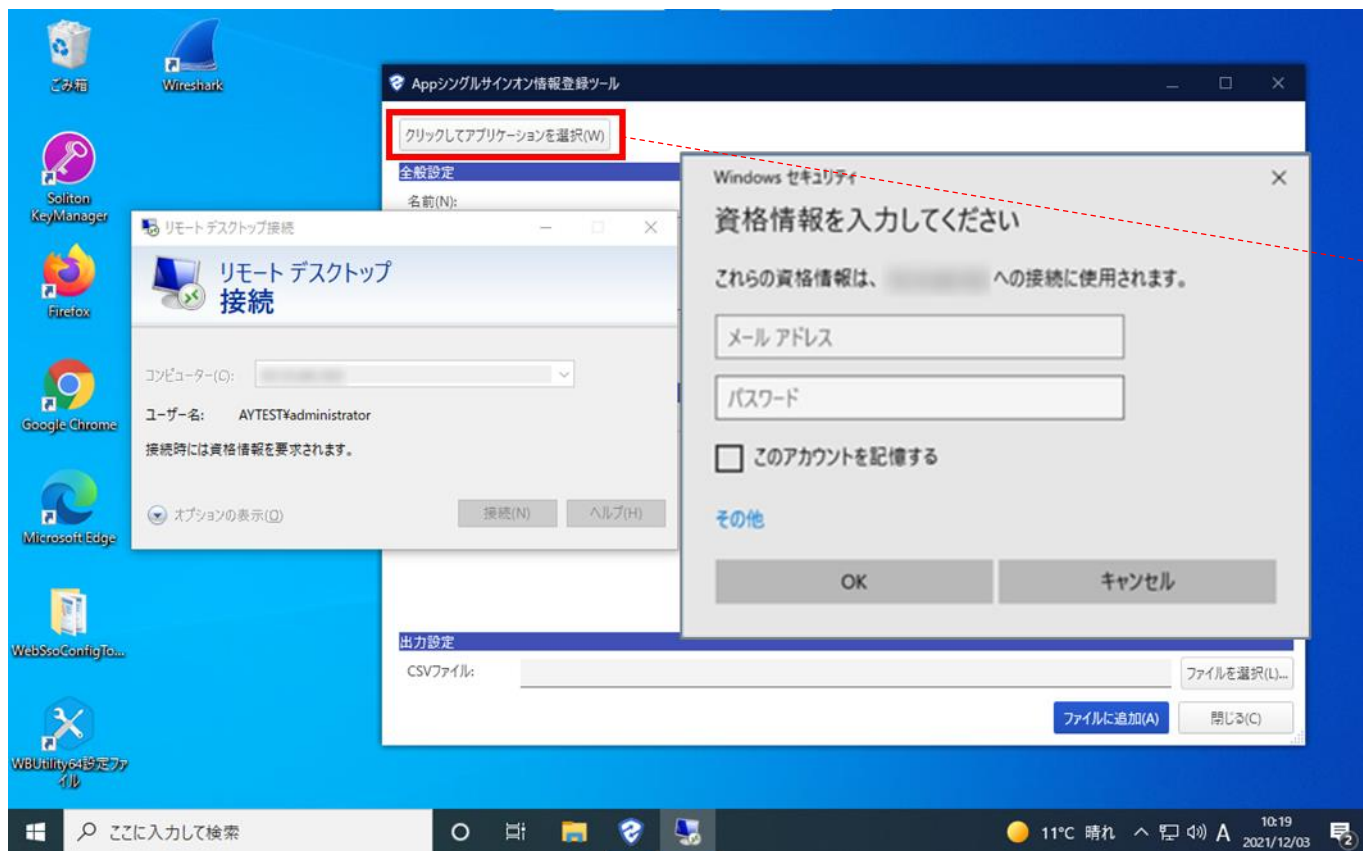 ごみ箱
Wireshark
Soliton
KeyManager
Firefox
Google Chrome
Microsoft Edge
WebSsoConfigTo...
WBUtility64設定ファ
イル
Appシングルサインオン情報登録ツール
クリックしてアプリケーションを選択(W)
全般設定
名前(N):
リモート デスクトップ接続
リモート デスクトップ
接続
コンピューター(C):
ユーザー名: AYTEST¥administrator
接続時には資格情報を要求されます。
オプションの表示(O)
接続(N)
ヘルプ(H)
Windows セキュリティ
資格情報を入力してください
これらの資格情報は、 への接続に使用されます。
メール アドレス
パスワード
このアカウントを記憶する
その他
OK
キャンセル
出力設定
CSVファイル:
ファイルを選択(L)...
ファイルに追加(A)
閉じる(C)
ここに入力して検索
11°C 晴れ
A
10:19
2021/12/03
2